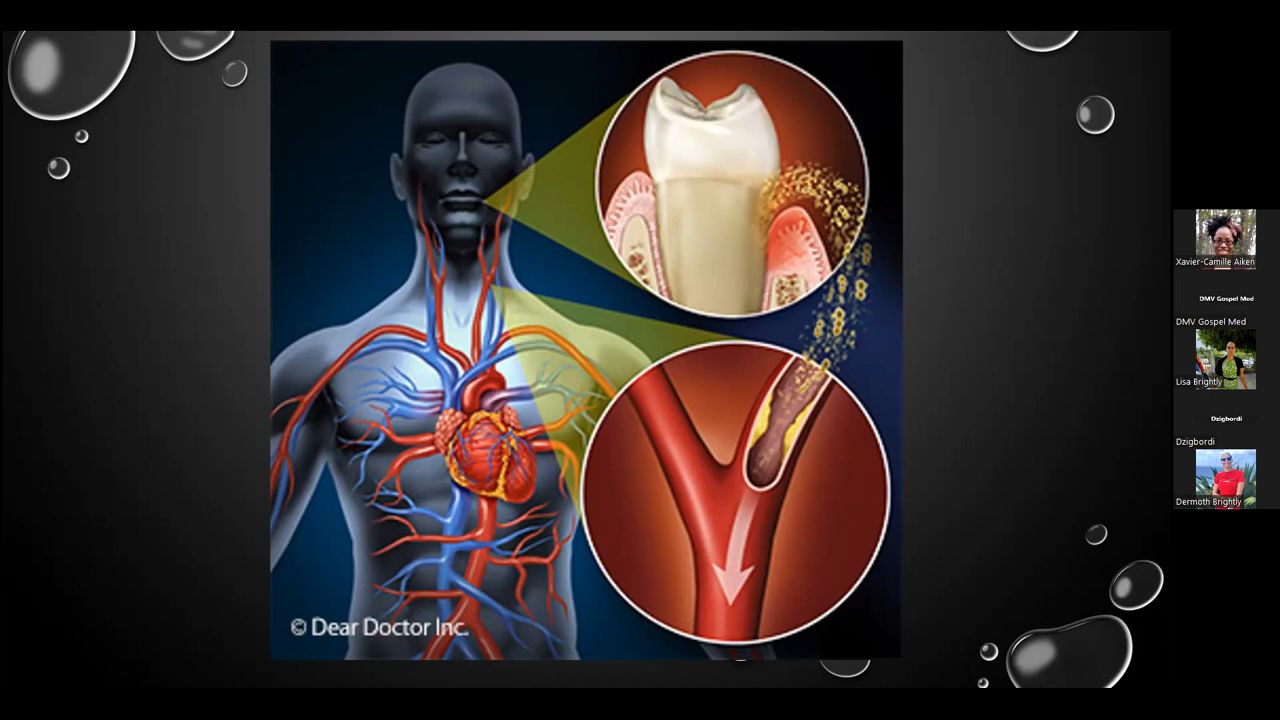 © Dear Doctor Inc.
Xavier-Camille Aiken
DMV Gospel Med
DMV Gospel Med
Lisa Brightly
Dzigbordi
Dzigbordi
Dermoth Brightly